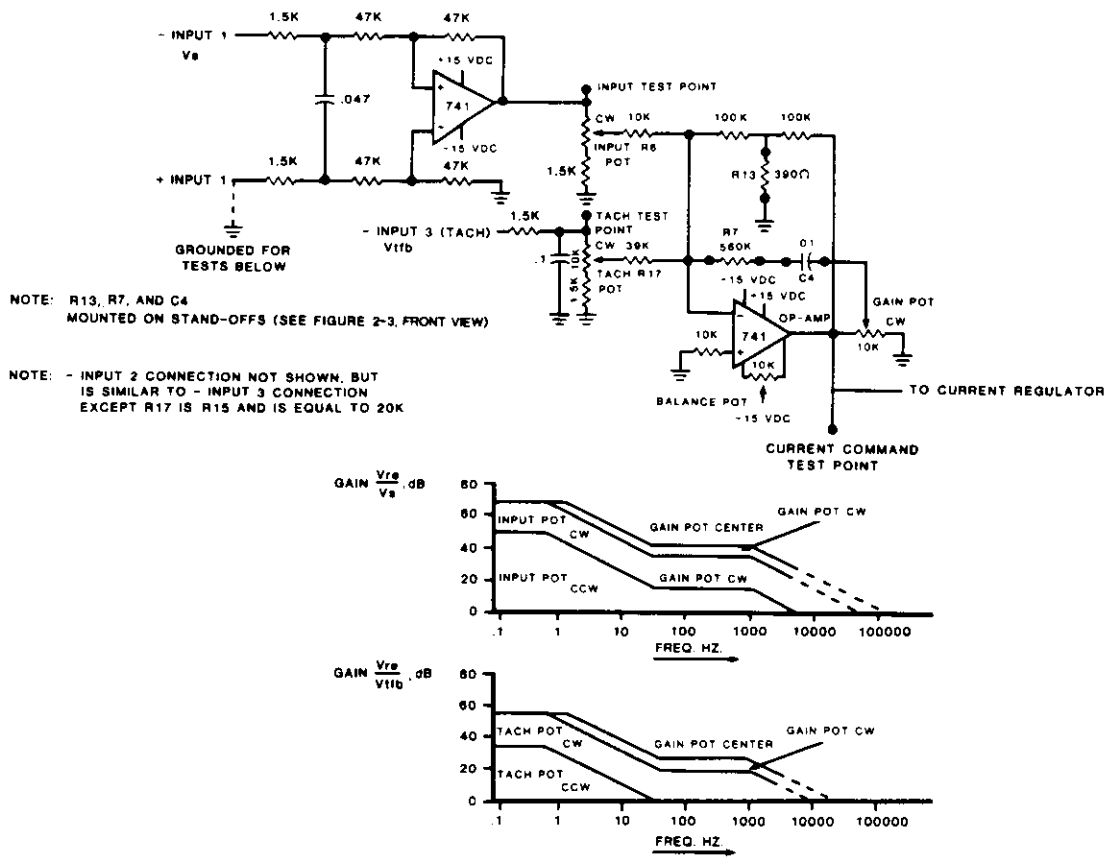 1.5K 47K 47K
- INPUT 1
Vs
+15 VDC
.047
+
741
-
-15 VDC
INPUT TEST POINT
CW 10K
INPUT R6
POT
1.5K
100K 100K
R13 390Ω
1.5K 47K 47K
+ INPUT 1
GROUNDED FOR
TESTS BELOW
1.5K
- INPUT 3 (TACH)
Vtfb
TACH TEST
POINT
CW 39K
TACH R17
POT
.1
10K
1.5K
R7
560K
.01
C4
-15 VDC
+15 VDC
OP-AMP
-
741
+
10K
10K
BALANCE POT
-15 VDC
GAIN POT
CW
10K
TO CURRENT REGULATOR
CURRENT COMMAND
TEST POINT
NOTE: R13, R7, AND C4
MOUNTED ON STAND-OFFS (SEE FIGURE 2-3, FRONT VIEW)
NOTE: - INPUT 2 CONNECTION NOT SHOWN, BUT
IS SIMILAR TO - INPUT 3 CONNECTION
EXCEPT R17 IS R15 AND IS EQUAL TO 20K
GAIN Vre/Vs, dB
80
60
40
20
0
INPUT POT
CW
INPUT POT
CCW
GAIN POT CENTER
GAIN POT CW
GAIN POT CW
.1 1 10 100 1000 10000 100000
FREQ. HZ.
GAIN Vre/Vtfb, dB
80
60
40
20
0
TACH POT
CW
TACH POT
CCW
GAIN POT CENTER
GAIN POT CW
.1 1 10 100 1000 10000 100000
FREQ. HZ.